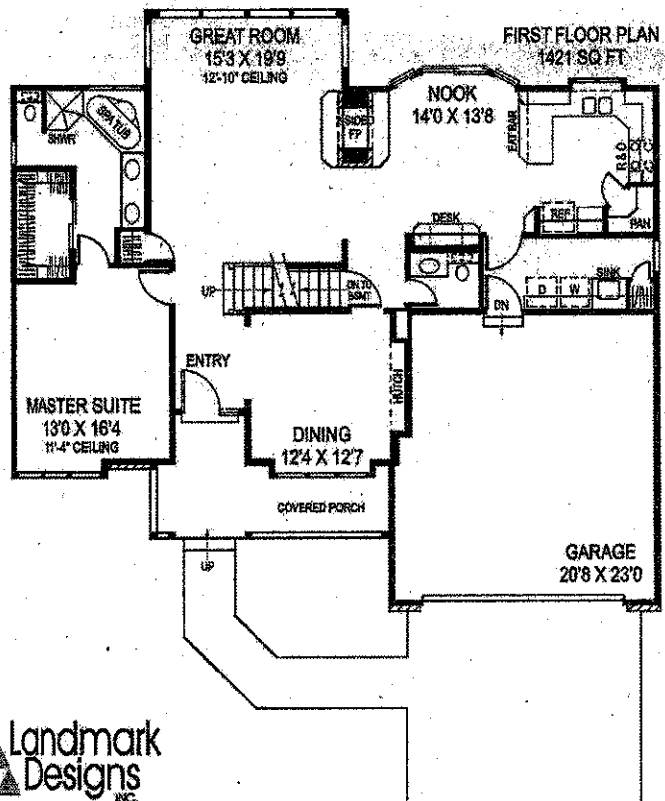 GREAT ROOM
15'3 X 19'9
12'-10" CEILING
FIRST FLOOR PLAN
1421 SQ FT
NOOK
14'0 X 13'8
SPA TUB
SHWR
SIDED
FP
EATBAR
R & O
REF
PAN
DESK
UP
DN TO
BSMT
D
W
SINK
DN
ENTRY
HUTCH
MASTER SUITE
13'0 X 16'4
11'-4" CEILING
DINING
12'4 X 12'7
COVERED PORCH
UP
GARAGE
20'8 X 23'0
Landmark
Designs
INC.